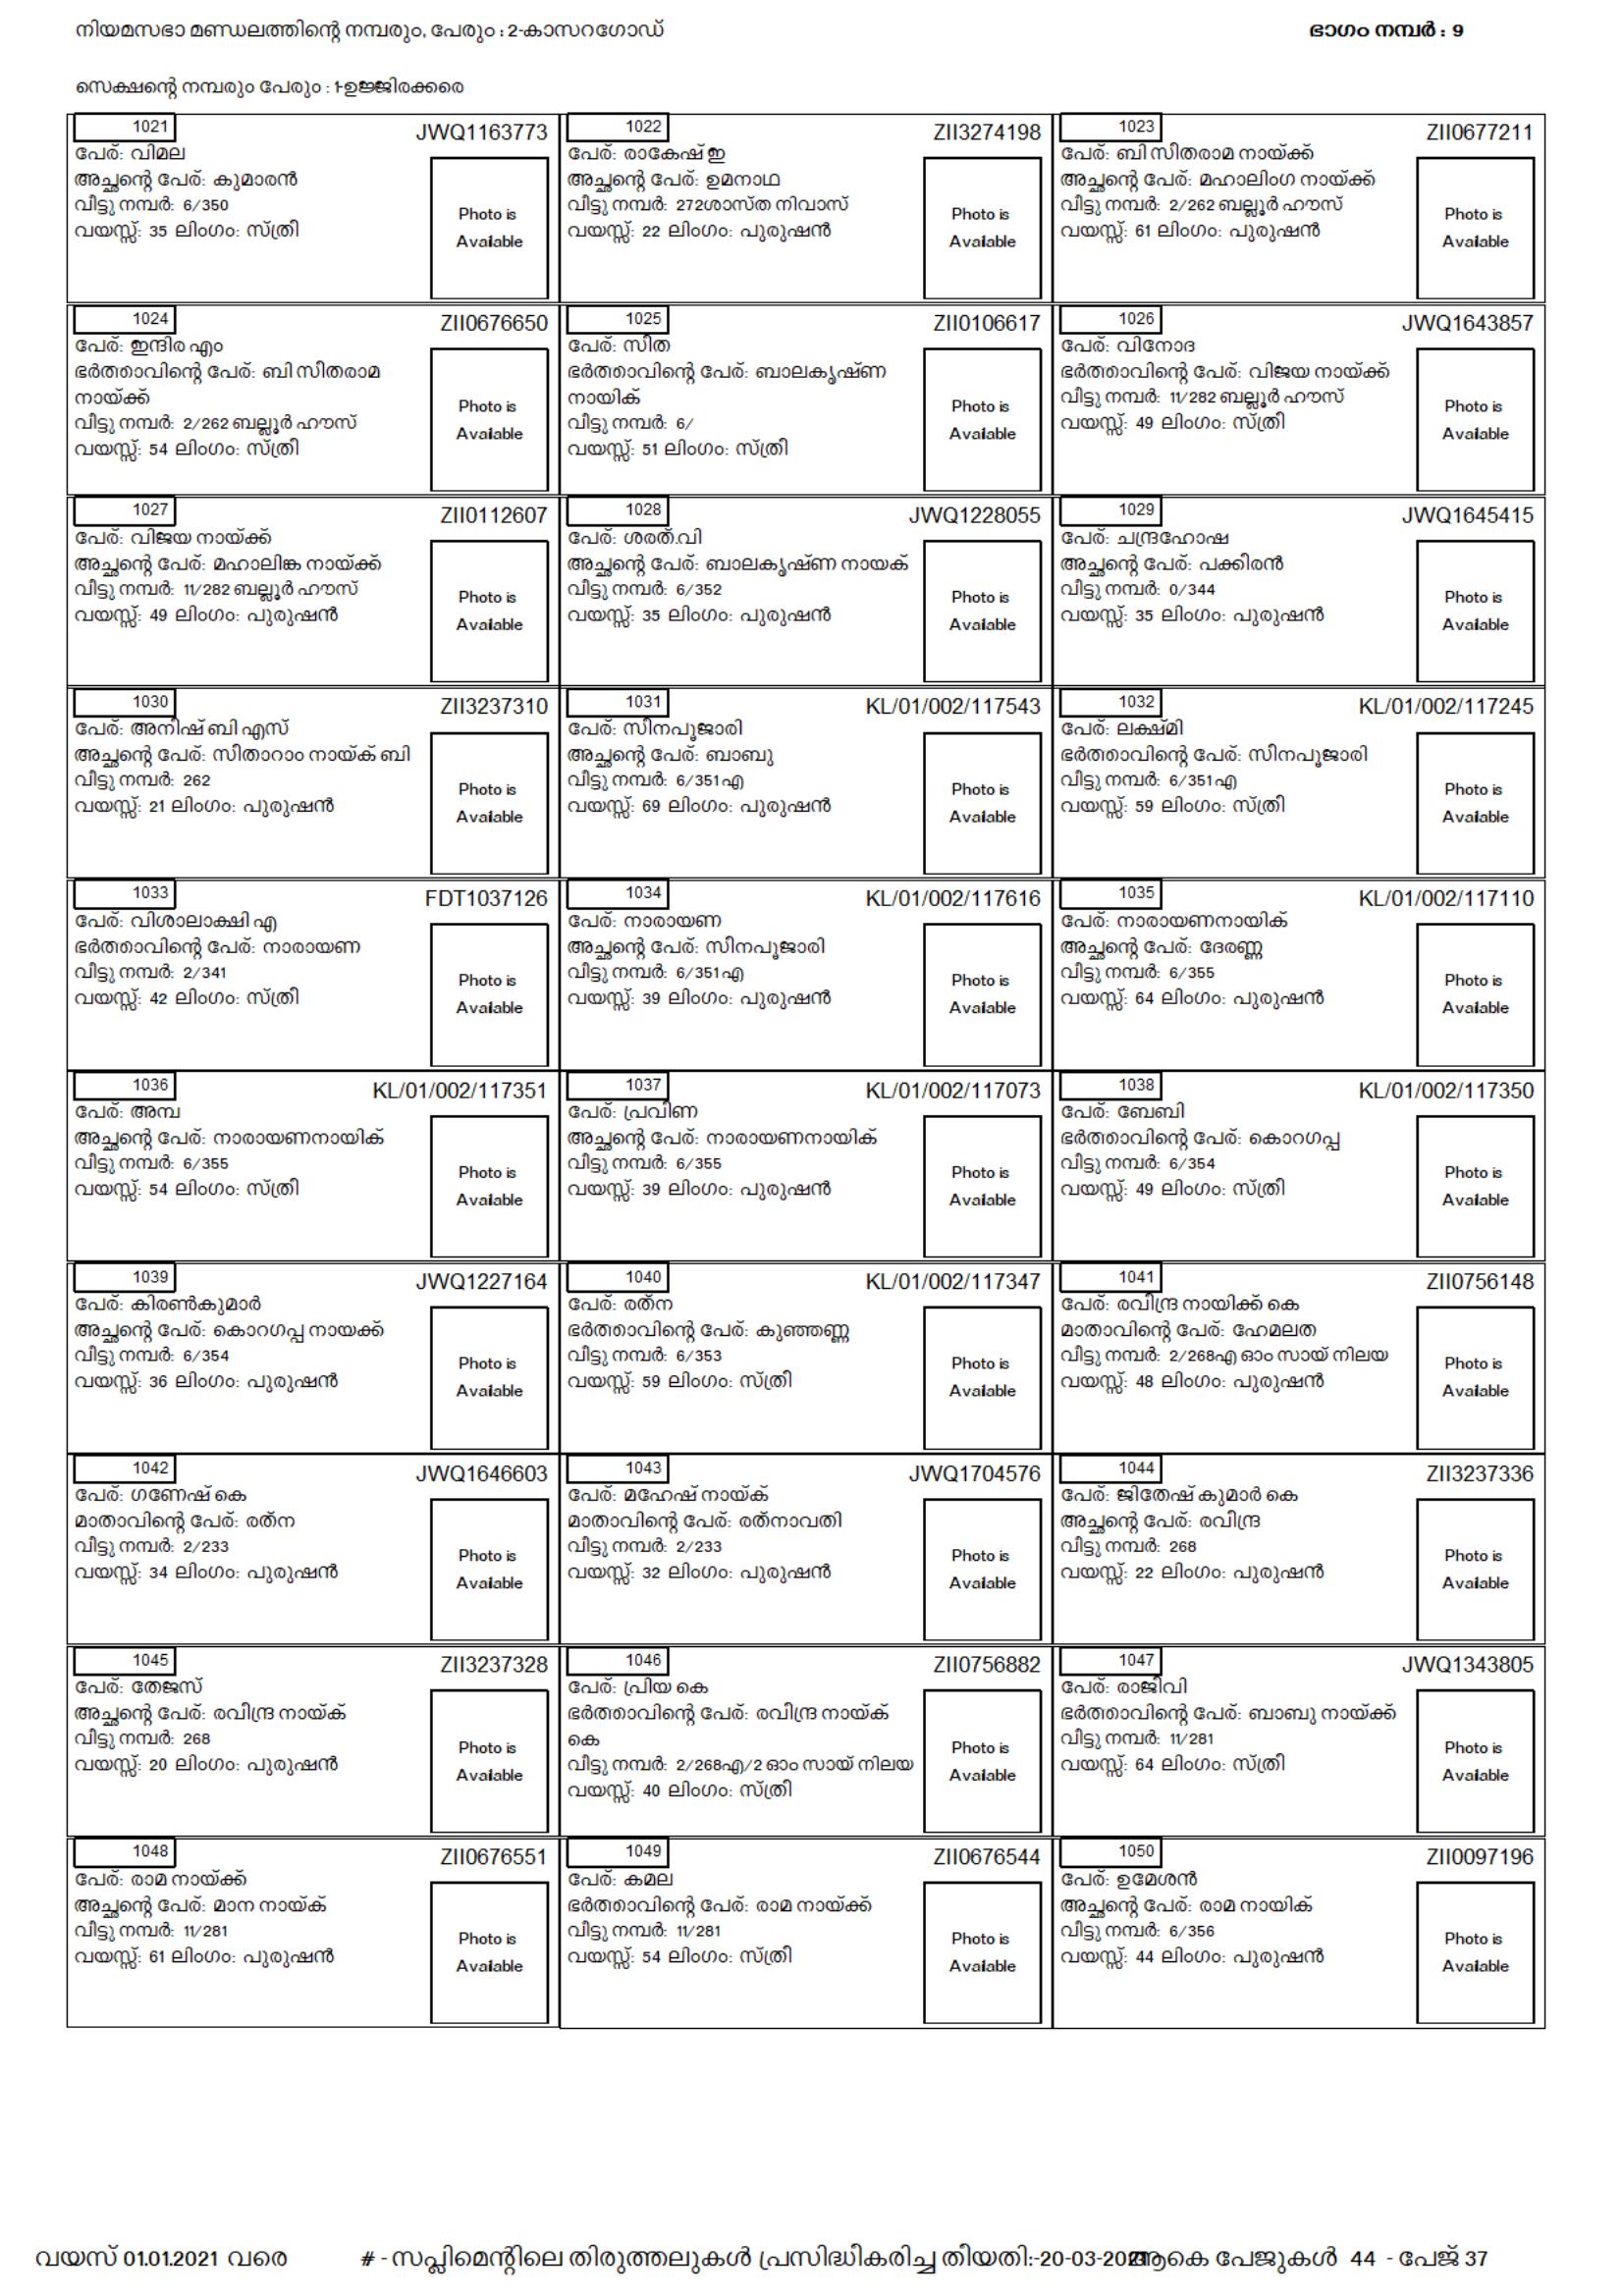 നിയമസഭാ മണ്ഡലത്തിന്റെ നമ്പരും, പേരും : 2-കാസറഗോഡ്
ഭാഗം നമ്പർ : 9
സെക്ഷന്റെ നമ്പരും പേരും : 1-ഉജ്ജിരക്കരെ
1021 JWQ1163773
പേര്: വിമല
അച്ഛന്റെ പേര്: കുമാരൻ
വീട്ടു നമ്പർ: 6/350
വയസ്സ്: 35 ലിംഗം: സ്ത്രീ
Photo is
Available
1022 ZII3274198
പേര്: രാകേഷ് ഇ
അച്ഛന്റെ പേര്: ഉമനാഥ
വീട്ടു നമ്പർ: 272ശാസ്ത നിവാസ്
വയസ്സ്: 22 ലിംഗം: പുരുഷൻ
Photo is
Available
1023 ZII0677211
പേര്: ബി സീതരാമ നായ്ക്ക്
അച്ഛന്റെ പേര്: മഹാലിംഗ നായ്ക്ക്
വീട്ടു നമ്പർ: 2/262 ബല്ലൂർ ഹൗസ്
വയസ്സ്: 61 ലിംഗം: പുരുഷൻ
Photo is
Available
1024 ZII0676650
പേര്: ഇന്ദിര എം
ഭർത്താവിന്റെ പേര്: ബി സീതരാമ
നായ്ക്ക്
വീട്ടു നമ്പർ: 2/262 ബല്ലൂർ ഹൗസ്
വയസ്സ്: 54 ലിംഗം: സ്ത്രീ
Photo is
Available
1025 ZII0106617
പേര്: സീത
ഭർത്താവിന്റെ പേര്: ബാലകൃഷ്ണ
നായിക്
വീട്ടു നമ്പർ: 6/
വയസ്സ്: 51 ലിംഗം: സ്ത്രീ
Photo is
Available
1026 JWQ1643857
പേര്: വിനോദ
ഭർത്താവിന്റെ പേര്: വിജയ നായ്ക്ക്
വീട്ടു നമ്പർ: 11/282 ബല്ലൂർ ഹൗസ്
വയസ്സ്: 49 ലിംഗം: സ്ത്രീ
Photo is
Available
1027 ZII0112607
പേര്: വിജയ നായ്ക്ക്
അച്ഛന്റെ പേര്: മഹാലിങ്ക നായ്ക്ക്
വീട്ടു നമ്പർ: 11/282 ബല്ലൂർ ഹൗസ്
വയസ്സ്: 49 ലിംഗം: പുരുഷൻ
Photo is
Available
1028 JWQ1228055
പേര്: ശരത്.വി
അച്ഛന്റെ പേര്: ബാലകൃഷ്ണ നായക്
വീട്ടു നമ്പർ: 6/352
വയസ്സ്: 35 ലിംഗം: പുരുഷൻ
Photo is
Available
1029 JWQ1645415
പേര്: ചന്ദ്രഹോഷ
അച്ഛന്റെ പേര്: പക്കീരൻ
വീട്ടു നമ്പർ: 0/344
വയസ്സ്: 35 ലിംഗം: പുരുഷൻ
Photo is
Available
1030 ZII3237310
പേര്: അനീഷ് ബി എസ്
അച്ഛന്റെ പേര്: സീതാറാം നായ്ക് ബി
വീട്ടു നമ്പർ: 262
വയസ്സ്: 21 ലിംഗം: പുരുഷൻ
Photo is
Available
1031 KL/01/002/117543
പേര്: സീനപൂജാരി
അച്ഛന്റെ പേര്: ബാബു
വീട്ടു നമ്പർ: 6/351എ
വയസ്സ്: 69 ലിംഗം: പുരുഷൻ
Photo is
Available
1032 KL/01/002/117245
പേര്: ലക്ഷ്മി
ഭർത്താവിന്റെ പേര്: സീനപൂജാരി
വീട്ടു നമ്പർ: 6/351എ
വയസ്സ്: 59 ലിംഗം: സ്ത്രീ
Photo is
Available
1033 FDT1037126
പേര്: വിശാലാക്ഷി എ
ഭർത്താവിന്റെ പേര്: നാരായണ
വീട്ടു നമ്പർ: 2/341
വയസ്സ്: 42 ലിംഗം: സ്ത്രീ
Photo is
Available
1034 KL/01/002/117616
പേര്: നാരായണ
അച്ഛന്റെ പേര്: സീനപൂജാരി
വീട്ടു നമ്പർ: 6/351എ
വയസ്സ്: 39 ലിംഗം: പുരുഷൻ
Photo is
Available
1035 KL/01/002/117110
പേര്: നാരായണനായിക്
അച്ഛന്റെ പേര്: ദേരണ്ണ
വീട്ടു നമ്പർ: 6/355
വയസ്സ്: 64 ലിംഗം: പുരുഷൻ
Photo is
Available
1036 KL/01/002/117351
പേര്: അമ്പ
അച്ഛന്റെ പേര്: നാരായണനായിക്
വീട്ടു നമ്പർ: 6/355
വയസ്സ്: 54 ലിംഗം: സ്ത്രീ
Photo is
Available
1037 KL/01/002/117073
പേര്: പ്രവീണ
അച്ഛന്റെ പേര്: നാരായണനായിക്
വീട്ടു നമ്പർ: 6/355
വയസ്സ്: 39 ലിംഗം: പുരുഷൻ
Photo is
Available
1038 KL/01/002/117350
പേര്: ബേബി
ഭർത്താവിന്റെ പേര്: കൊറഗപ്പ
വീട്ടു നമ്പർ: 6/354
വയസ്സ്: 49 ലിംഗം: സ്ത്രീ
Photo is
Available
1039 JWQ1227164
പേര്: കിരൺകുമാർ
അച്ഛന്റെ പേര്: കൊറഗപ്പ നായക്ക്
വീട്ടു നമ്പർ: 6/354
വയസ്സ്: 36 ലിംഗം: പുരുഷൻ
Photo is
Available
1040 KL/01/002/117347
പേര്: രത്ന
ഭർത്താവിന്റെ പേര്: കുഞ്ഞണ്ണ
വീട്ടു നമ്പർ: 6/353
വയസ്സ്: 59 ലിംഗം: സ്ത്രീ
Photo is
Available
1041 ZII0756148
പേര്: രവീന്ദ്ര നായിക്ക് കെ
മാതാവിന്റെ പേര്: ഹേമലത
വീട്ടു നമ്പർ: 2/268എ ഓം സായ് നിലയ
വയസ്സ്: 48 ലിംഗം: പുരുഷൻ
Photo is
Available
1042 JWQ1646603
പേര്: ഗണേഷ് കെ
മാതാവിന്റെ പേര്: രത്ന
വീട്ടു നമ്പർ: 2/233
വയസ്സ്: 34 ലിംഗം: പുരുഷൻ
Photo is
Available
1043 JWQ1704576
പേര്: മഹേഷ് നായ്ക്
മാതാവിന്റെ പേര്: രത്നാവതി
വീട്ടു നമ്പർ: 2/233
വയസ്സ്: 32 ലിംഗം: പുരുഷൻ
Photo is
Available
1044 ZII3237336
പേര്: ജിതേഷ് കുമാർ കെ
അച്ഛന്റെ പേര്: രവീന്ദ്ര
വീട്ടു നമ്പർ: 268
വയസ്സ്: 22 ലിംഗം: പുരുഷൻ
Photo is
Available
1045 ZII3237328
പേര്: തേജസ്
അച്ഛന്റെ പേര്: രവീന്ദ്ര നായ്ക്
വീട്ടു നമ്പർ: 268
വയസ്സ്: 20 ലിംഗം: പുരുഷൻ
Photo is
Available
1046 ZII0756882
പേര്: പ്രിയ കെ
ഭർത്താവിന്റെ പേര്: രവീന്ദ്ര നായ്ക്
കെ
വീട്ടു നമ്പർ: 2/268എ/2 ഓം സായ് നിലയ
വയസ്സ്: 40 ലിംഗം: സ്ത്രീ
Photo is
Available
1047 JWQ1343805
പേര്: രാജീവി
ഭർത്താവിന്റെ പേര്: ബാബു നായ്ക്ക്
വീട്ടു നമ്പർ: 11/281
വയസ്സ്: 64 ലിംഗം: സ്ത്രീ
Photo is
Available
1048 ZII0676551
പേര്: രാമ നായ്ക്ക്
അച്ഛന്റെ പേര്: മാന നായ്ക്
വീട്ടു നമ്പർ: 11/281
വയസ്സ്: 61 ലിംഗം: പുരുഷൻ
Photo is
Available
1049 ZII0676544
പേര്: കമല
ഭർത്താവിന്റെ പേര്: രാമ നായ്ക്ക്
വീട്ടു നമ്പർ: 11/281
വയസ്സ്: 54 ലിംഗം: സ്ത്രീ
Photo is
Available
1050 ZII0097196
പേര്: ഉമേശൻ
അച്ഛന്റെ പേര്: രാമ നായിക്
വീട്ടു നമ്പർ: 6/356
വയസ്സ്: 44 ലിംഗം: പുരുഷൻ
Photo is
Available
വയസ് 01.01.2021 വരെ # - സപ്ലിമെന്റിലെ തിരുത്തലുകൾ പ്രസിദ്ധീകരിച്ച തീയതി:-20-03-2021 ആകെ പേജുകൾ 44 - പേജ് 37